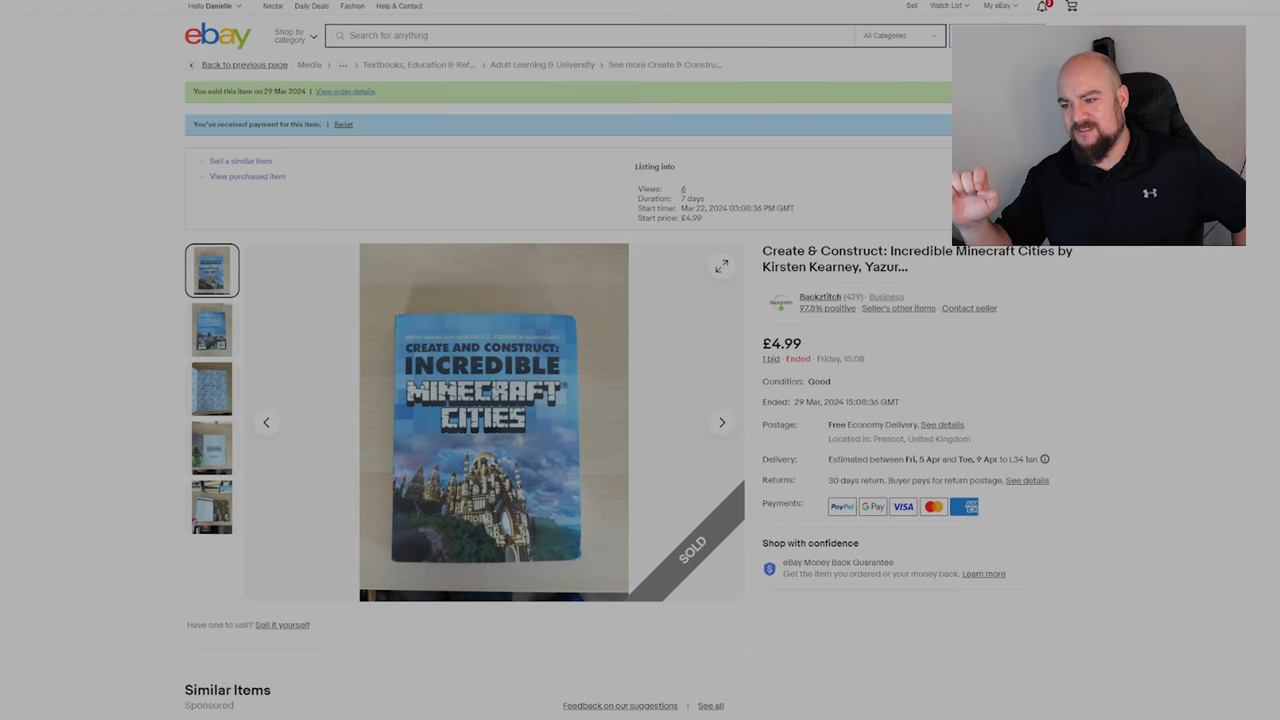 Hello Danielle.
Nectar
Daily Deals
Fashion
Help & Contact
Sell
Watch List
My eBay
ebay
Shop by
category
Search for anything
All Categories
Back to previous page
Media
...
Textbooks, Education & Ref...
Adult Learning & University
See more Create & Constru...
You sold this item on 29 Mar 2024 | View order details
You've received payment for this item. | Relist
Sell a similar item
View purchased item
Listing info
Views: 6
Duration: 7 days
Start time: Mar 22, 2024 03:08:36 PM GMT
Start price: £4.99
CREATE AND CONSTRUCT:
INCREDIBLE
MINECRAFT
CITIES
SOLD
Create & Construct: Incredible Minecraft Cities by
Kirsten Kearney, Yazur...
Backztitch (429) · Business
97.8% positive · Seller's other items · Contact seller
£4.99
1 bid · Ended · Friday, 15:08
Condition: Good
Ended: 29 Mar, 2024 15:08:36 GMT
Postage: Free Economy Delivery. See details
Located in: Prescot, United Kingdom
Delivery: Estimated between Fri, 5 Apr and Tue, 9 Apr to L34 1an
Returns: 30 days return. Buyer pays for return postage. See details
Payments: PayPal G Pay VISA
Shop with confidence
eBay Money Back Guarantee
Get the item you ordered or your money back. Learn more
Have one to sell? Sell it yourself
Similar Items
Sponsored
Feedback on our suggestions | See all